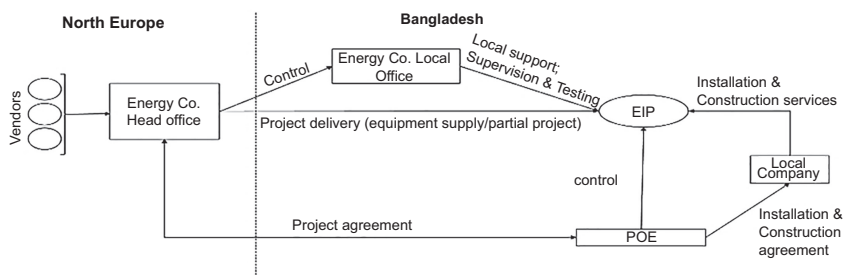 North Europe
Bangladesh
Vendors
Energy Co.
Head office
Control
Energy Co. Local
Office
Local support;
Supervision & Testing
Project delivery (equipment supply/partial project)
EIP
Installation &
Construction services
Local
Company
control
Project agreement
POE
Installation &
Construction
agreement